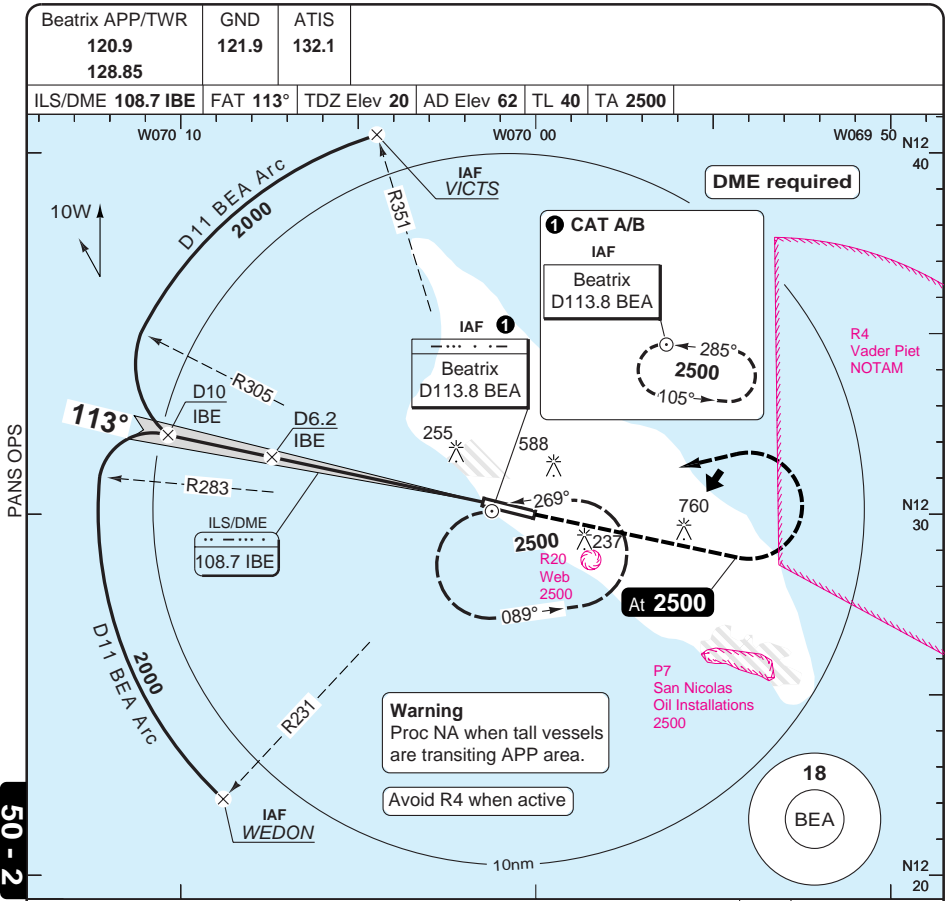 Beatrix APP/TWR
120.9
128.85
GND
121.9
ATIS
132.1
ILS/DME 108.7 IBE
FAT 113°
TDZ Elev 20
AD Elev 62
TL 40
TA 2500
W070 10
W070 00
W069 50
N12
40
IAF
VICTS
DME required
D11 BEA Arc
2000
R351
10W
❶ CAT A/B
IAF
Beatrix
D113.8 BEA
285°
2500
105°
R4
Vader Piet
NOTAM
IAF ❶
Beatrix
D113.8 BEA
R305
D10
IBE
113°
D6.2
IBE
255
588
R283
269°
760
PANS OPS
ILS/DME
108.7 IBE
N12
30
2500
237
R20
Web
2500
089°
At 2500
D11 BEA Arc
2000
R231
P7
San Nicolas
Oil Installations
2500
Warning
Proc NA when tall vessels
are transiting APP area.
Avoid R4 when active
18
BEA
IAF
WEDON
10nm
N12
20
50 - 2